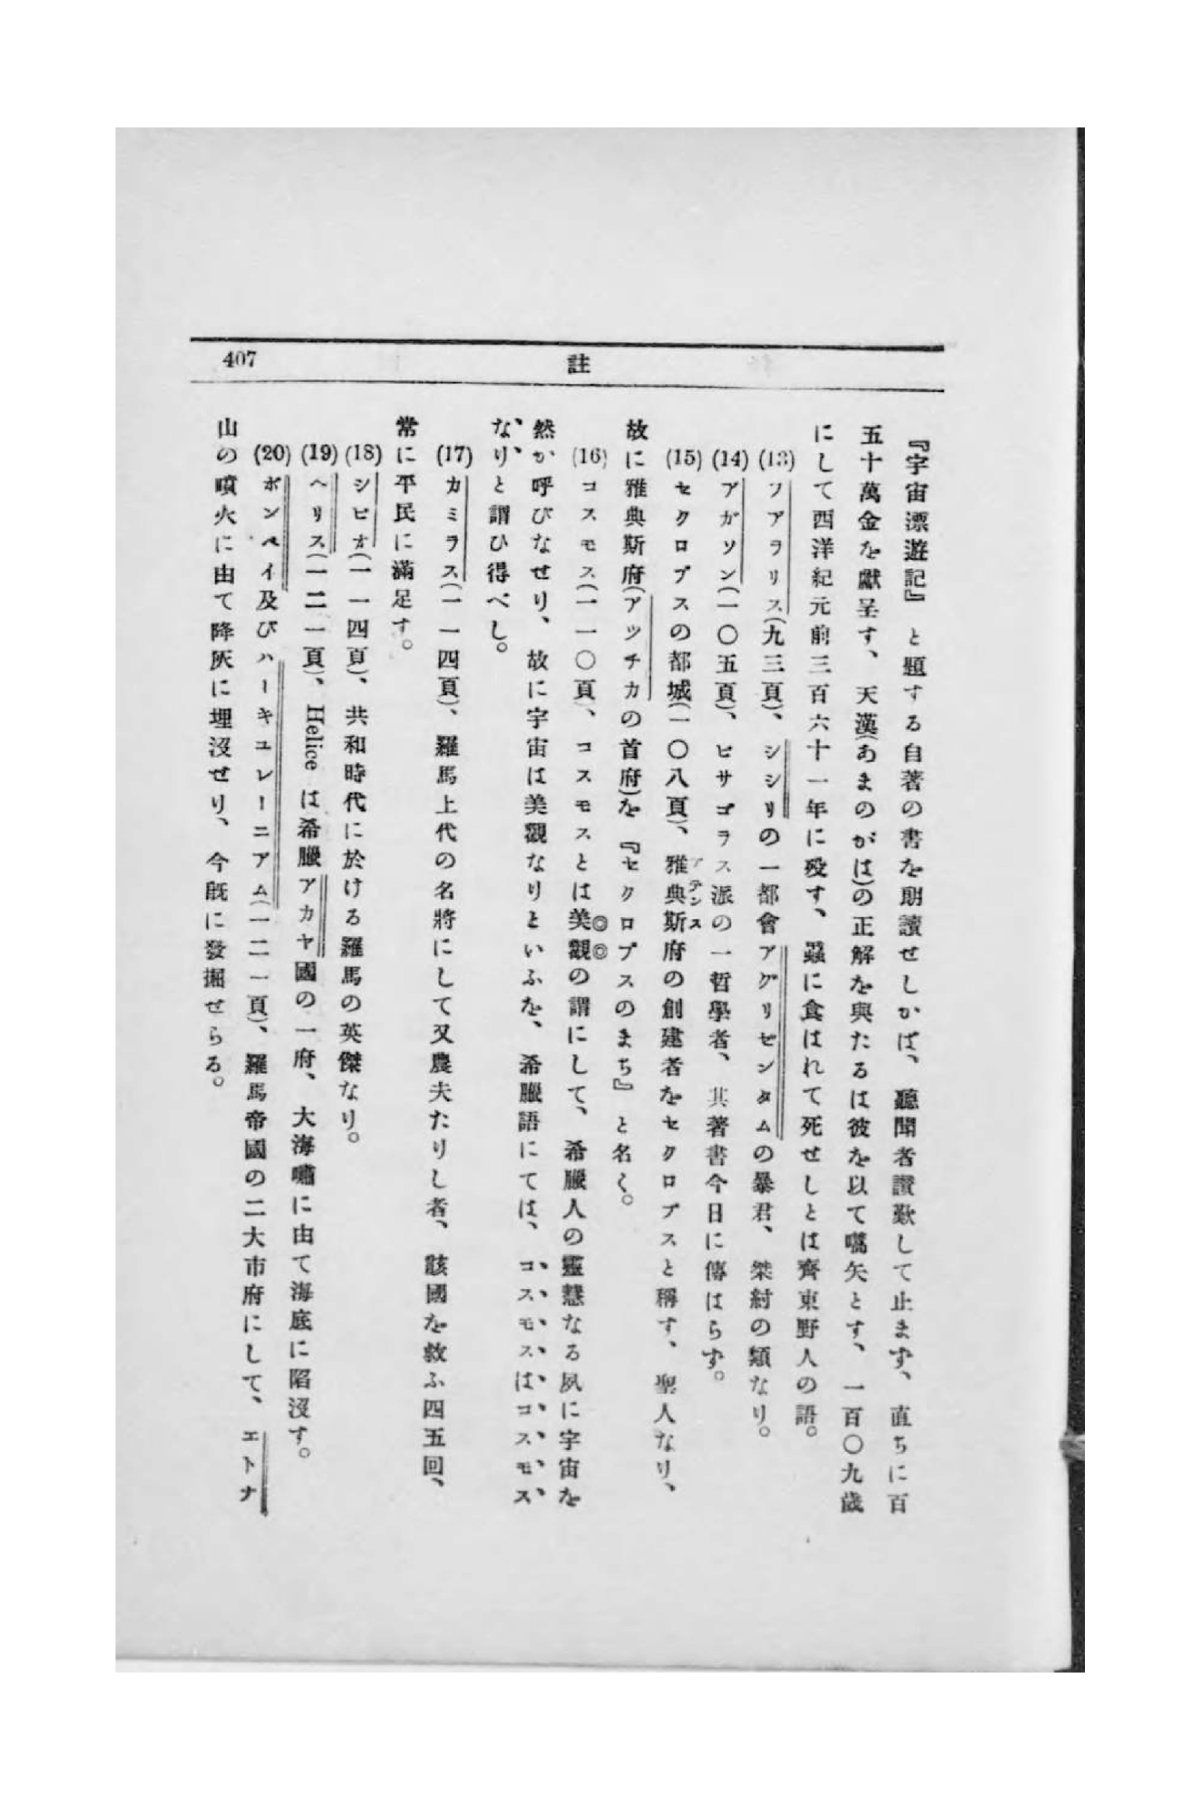 註
407
『宇宙漂遊記』と題する自著の書を朗讀せしかば、聽聞者讃歎して止まず、直ちに百
五十萬金を獻呈す、天漢(あまのがは)の正解を與たるは彼を以て嚆矢とす、一百〇九歳
にして西洋紀元前三百六十一年に歿す、蝨に食はれて死せしとは齊東野人の語。
(13)フアラリス(九三頁)、シシリの一都會アグリゼンタムの暴君、桀紂の類なり。
(14)アガソン(一〇五頁)、ピサゴラス派の一哲學者、其著書今日に傳はらず。
(15)セクロプスの都城(一〇八頁)、雅典斯府の創建者をセクロプスと稱す、聖人なり、
アテンス
故に雅典斯府(アツチカの首府)を『セクロプスのまち』と名く。
(16)コスモス(一一〇頁)、コスモスとは美觀の謂にして、希臘人の靈慧なる夙に宇宙を
然か呼びなせり、故に宇宙は美觀なりといふを、希臘語にては、コスモスはコスモス
なりと謂ひ得べし。
(17)カミラス(一一四頁)、羅馬上代の名將にして又農夫たりし者、該國を救ふ四五回、
常に平民に滿足す。
(18)シピオ(一一四頁)、共和時代に於ける羅馬の英傑なり。
(19)ヘリス(一二一頁)、Heliceは希臘アカヤ國の一府、大海嘯に由て海底に陷沒す。
(20)ポンペイ及びハーキユレーニアム(一二一頁)、羅馬帝國の二大市府にして、エトナ
山の噴火に由て降灰に埋沒せり、今既に發掘せらる。